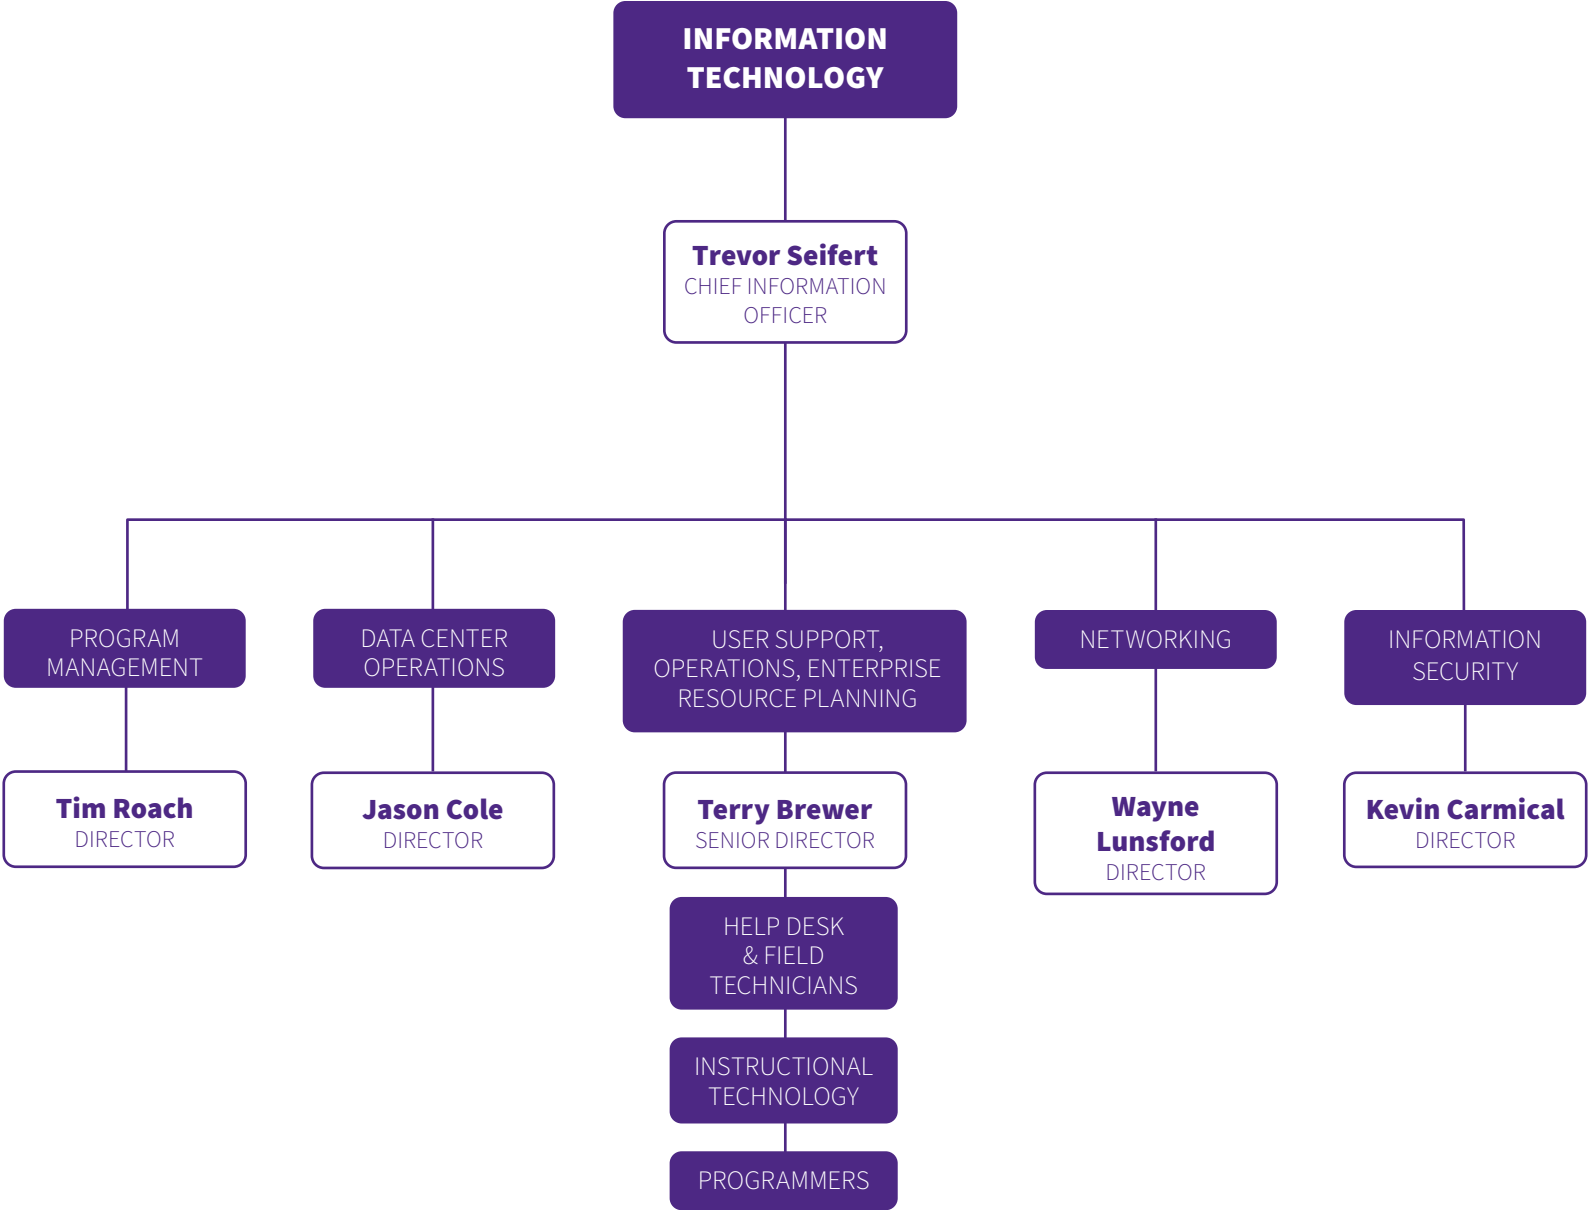 INFORMATION
TECHNOLOGY
Trevor Seifert
CHIEF INFORMATION
OFFICER
PROGRAM
MANAGEMENT
Tim Roach
DIRECTOR
DATA CENTER
OPERATIONS
Jason Cole
DIRECTOR
USER SUPPORT,
OPERATIONS, ENTERPRISE
RESOURCE PLANNING
Terry Brewer
SENIOR DIRECTOR
HELP DESK
& FIELD
TECHNICIANS
INSTRUCTIONAL
TECHNOLOGY
PROGRAMMERS
NETWORKING
Wayne
Lunsford
DIRECTOR
INFORMATION
SECURITY
Kevin Carmical
DIRECTOR